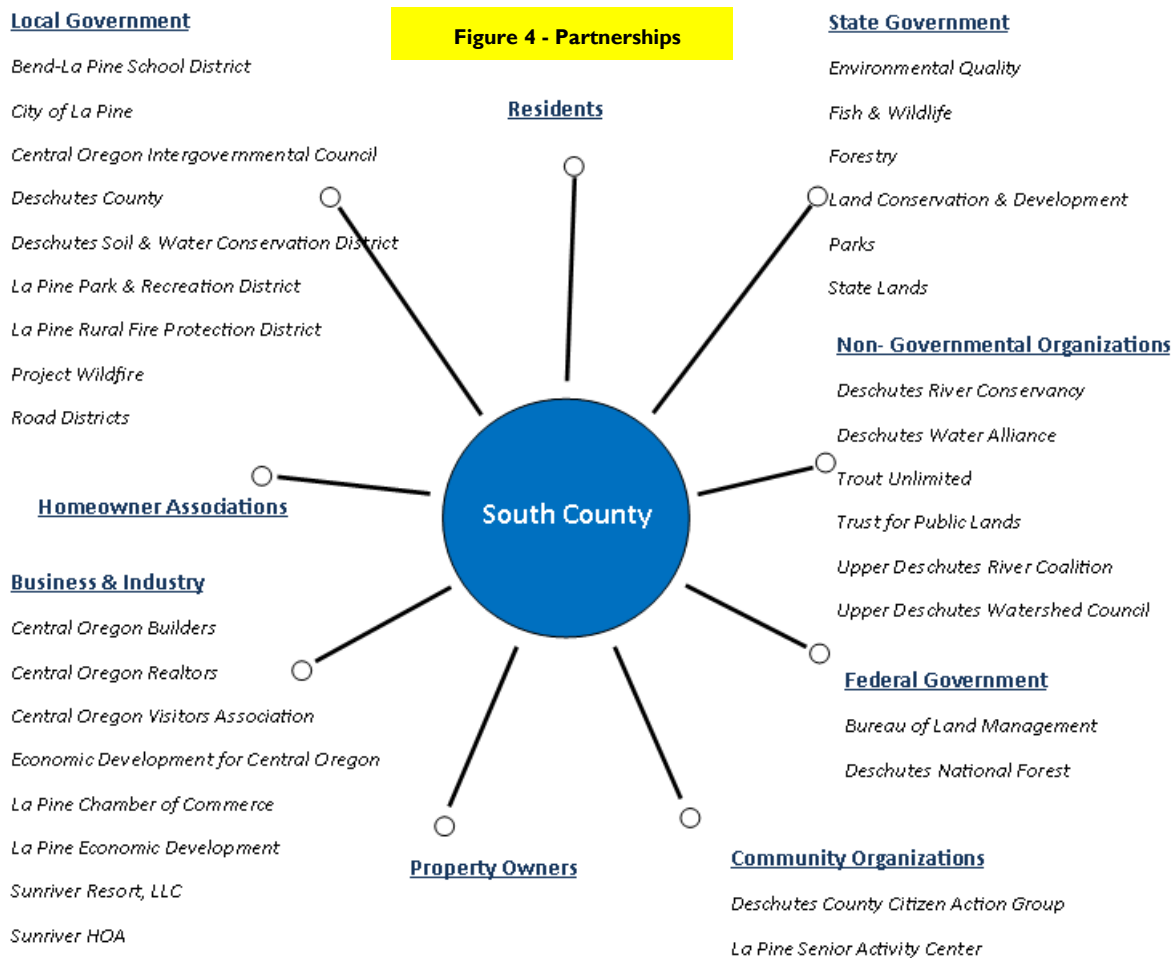 Figure 4 - Partnerships
Local Government
Bend-La Pine School District
City of La Pine
Central Oregon Intergovernmental Council
Deschutes County
Deschutes Soil & Water Conservation District
La Pine Park & Recreation District
La Pine Rural Fire Protection District
Project Wildfire
Road Districts
Residents
State Government
Environmental Quality
Fish & Wildlife
Forestry
Land Conservation & Development
Parks
State Lands
Non- Governmental Organizations
Deschutes River Conservancy
Deschutes Water Alliance
Trout Unlimited
Trust for Public Lands
Upper Deschutes River Coalition
Upper Deschutes Watershed Council
South County
Homeowner Associations
Business & Industry
Central Oregon Builders
Central Oregon Realtors
Central Oregon Visitors Association
Economic Development for Central Oregon
La Pine Chamber of Commerce
La Pine Economic Development
Sunriver Resort, LLC
Sunriver HOA
Property Owners
Federal Government
Bureau of Land Management
Deschutes National Forest
Community Organizations
Deschutes County Citizen Action Group
La Pine Senior Activity Center